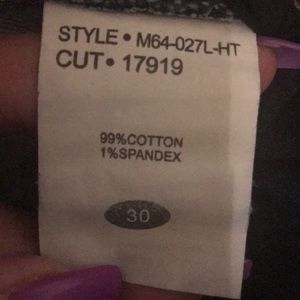 STYLE • M64-027L-HT
CUT • 17919
99%COTTON
1%SPANDEX
30